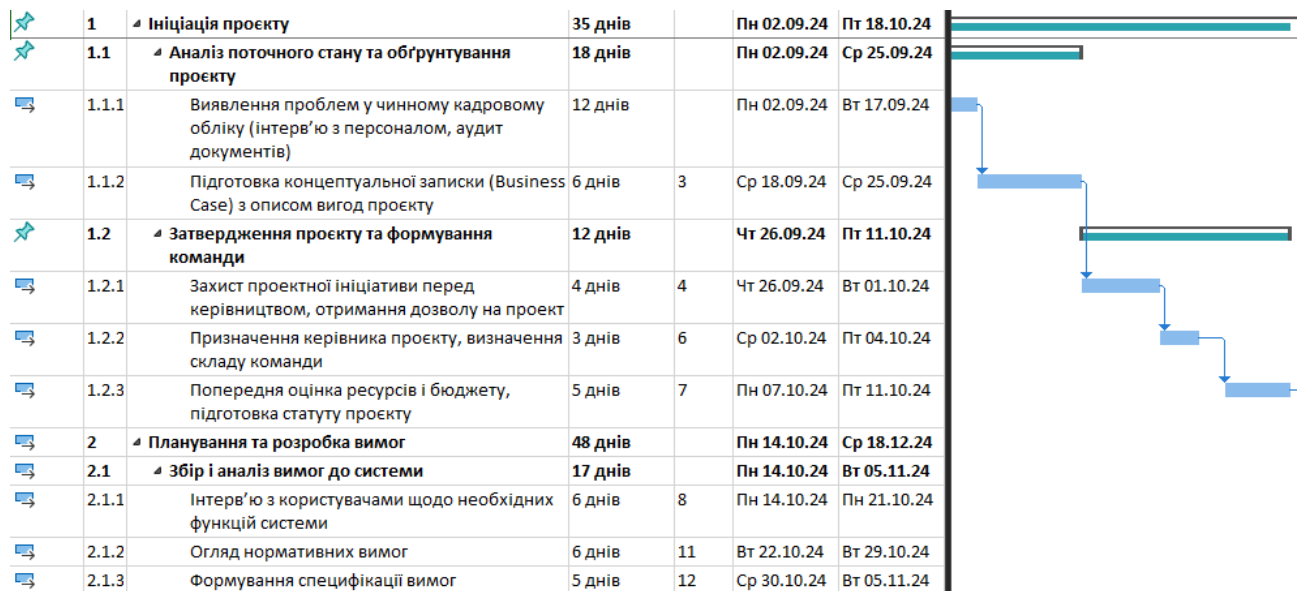 1 Ініціація проєкту 35 днів Пн 02.09.24 Пт 18.10.24
1.1 Аналіз поточного стану та обґрунтування 18 днів Пн 02.09.24 Ср 25.09.24
проєкту
1.1.1 Виявлення проблем у чинному кадровому 12 днів Пн 02.09.24 Вт 17.09.24
обліку (інтерв’ю з персоналом, аудит
документів)
1.1.2 Підготовка концептуальної записки (Business 6 днів 3 Ср 18.09.24 Ср 25.09.24
Case) з описом вигод проєкту
1.2 Затвердження проєкту та формування 12 днів Чт 26.09.24 Пт 11.10.24
команди
1.2.1 Захист проектної ініціативи перед 4 днів 4 Чт 26.09.24 Вт 01.10.24
керівництвом, отримання дозволу на проект
1.2.2 Призначення керівника проєкту, визначення 3 днів 6 Ср 02.10.24 Пт 04.10.24
складу команди
1.2.3 Попередня оцінка ресурсів і бюджету, 5 днів 7 Пн 07.10.24 Пт 11.10.24
підготовка статуту проєкту
2 Планування та розробка вимог 48 днів Пн 14.10.24 Ср 18.12.24
2.1 Збір і аналіз вимог до системи 17 днів Пн 14.10.24 Вт 05.11.24
2.1.1 Інтерв’ю з користувачами щодо необхідних 6 днів 8 Пн 14.10.24 Пн 21.10.24
функцій системи
2.1.2 Огляд нормативних вимог 6 днів 11 Вт 22.10.24 Вт 29.10.24
2.1.3 Формування специфікації вимог 5 днів 12 Ср 30.10.24 Вт 05.11.24